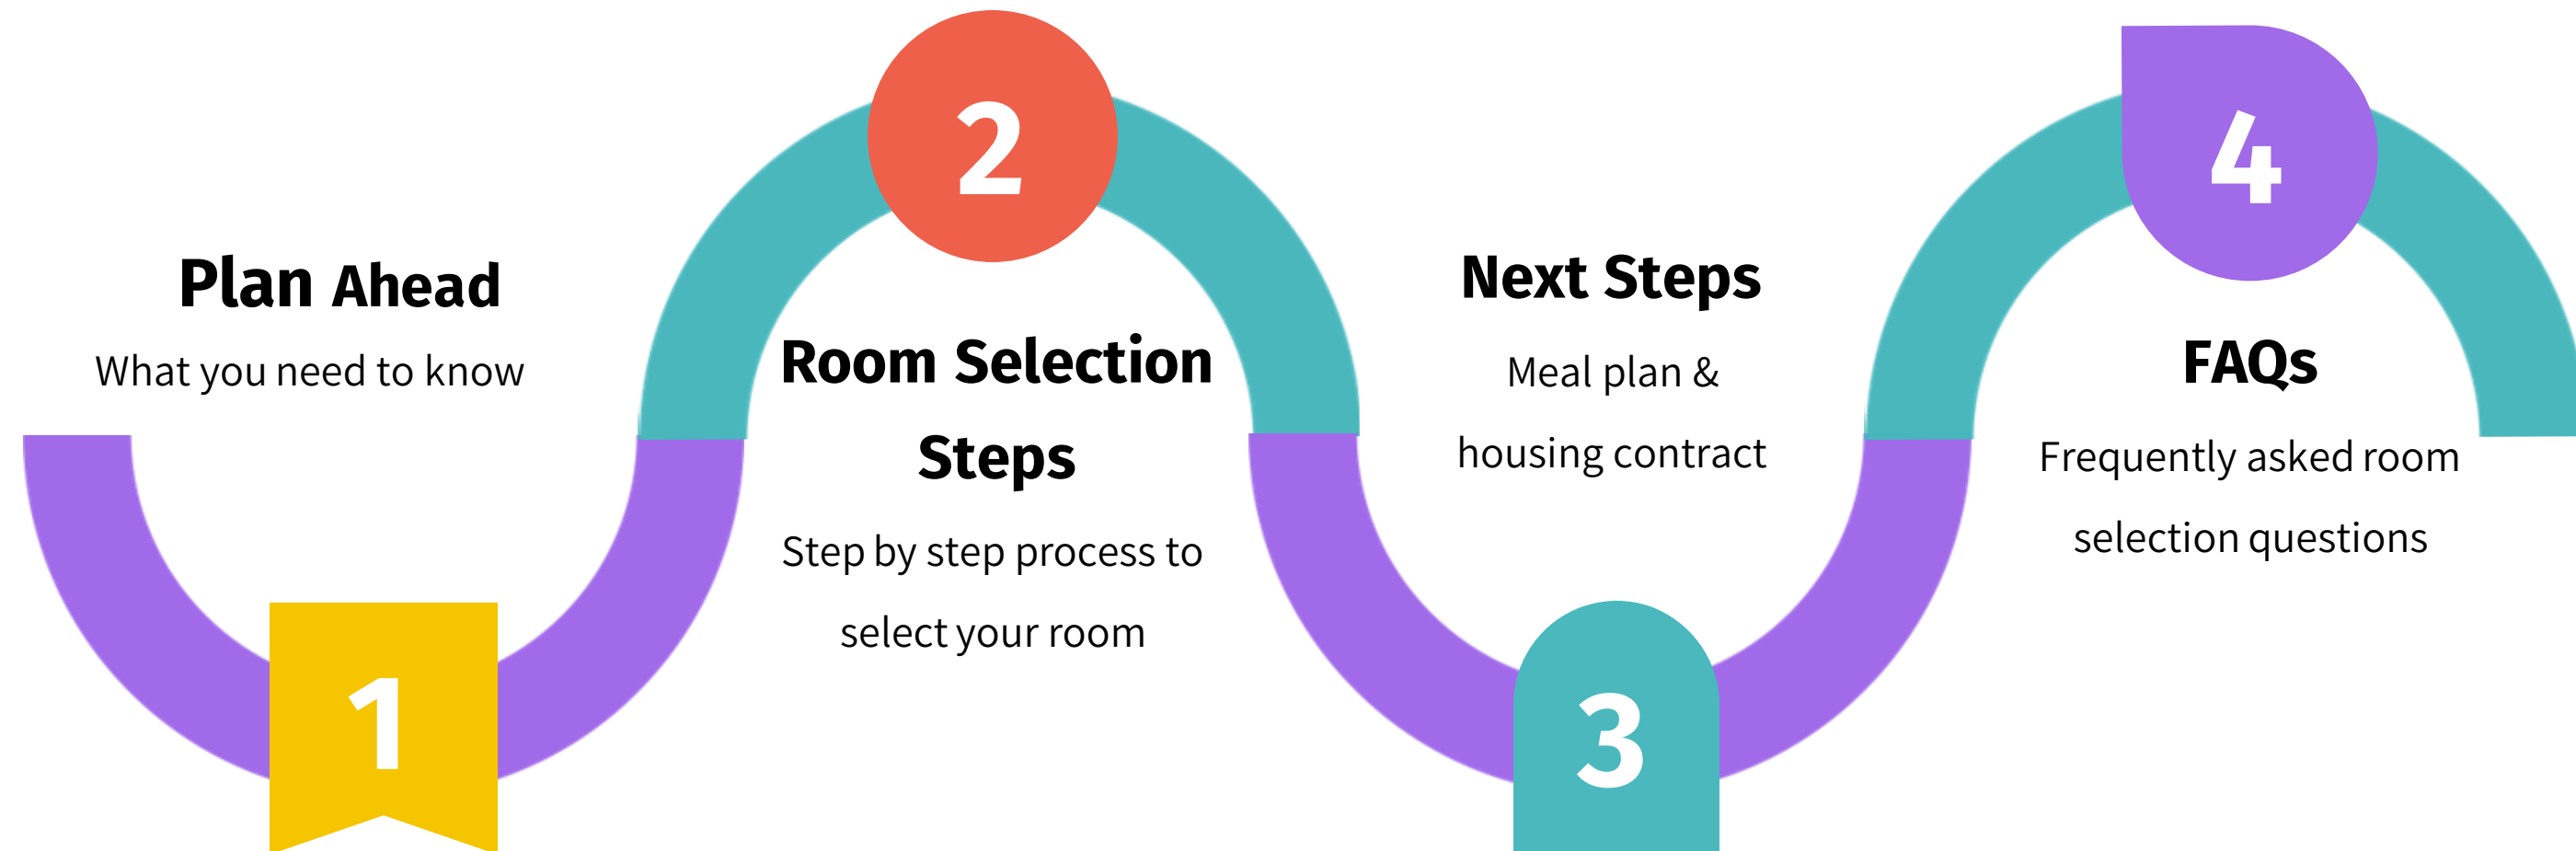 1
Plan Ahead
What you need to know
2
Room Selection
Steps
Step by step process to
select your room
3
Next Steps
Meal plan &
housing contract
4
FAQs
Frequently asked room
selection questions